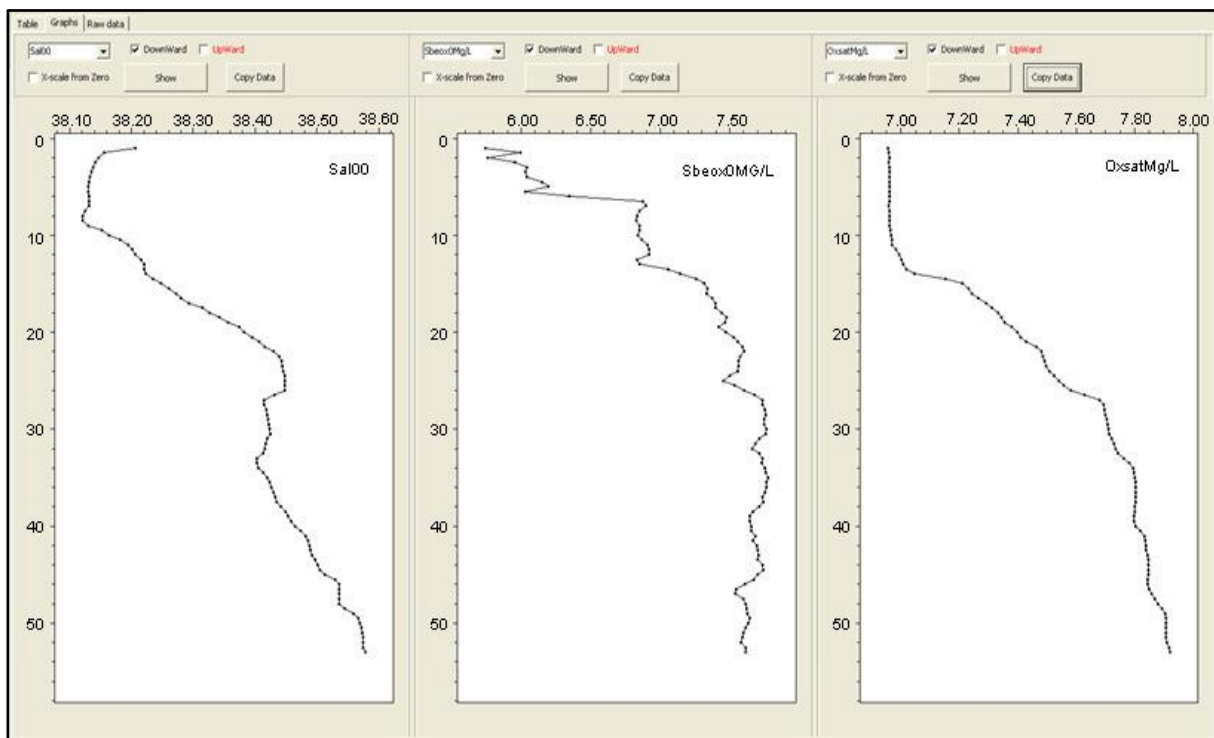 Table Graphs Raw data
Sal00 DownWard UpWard
X-scale from Zero Show Copy Data
Sbeox0Mg/L DownWard UpWard
X-scale from Zero Show Copy Data
OxsatMg/L DownWard UpWard
X-scale from Zero Show Copy Data
38.10 38.20 38.30 38.40 38.50 38.60
Sal00
0
10
20
30
40
50
6.00 6.50 7.00 7.50
Sbeox0MG/L
0
10
20
30
40
50
7.00 7.20 7.40 7.60 7.80 8.00
OxsatMg/L
0
10
20
30
40
50